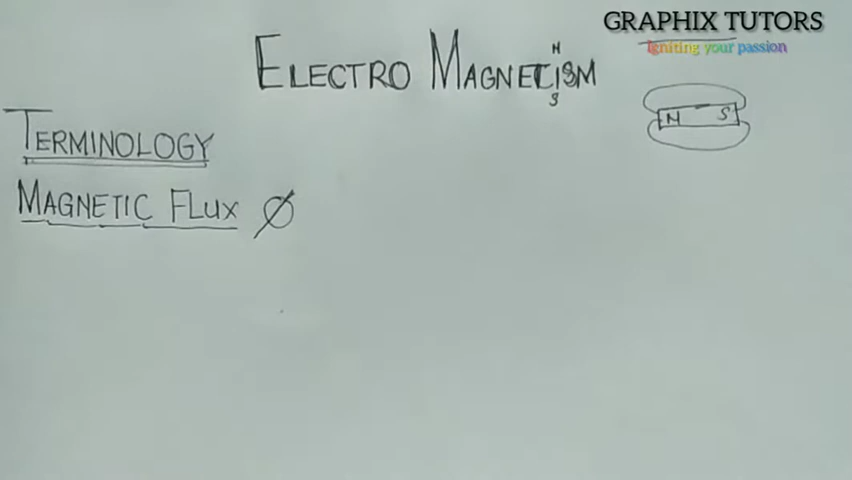 GRAPHIX TUTORS
Igniting your passion
ELECTRO MAGNETISM
N
S
N S
TERMINOLOGY
MAGNETIC FLUX Ø